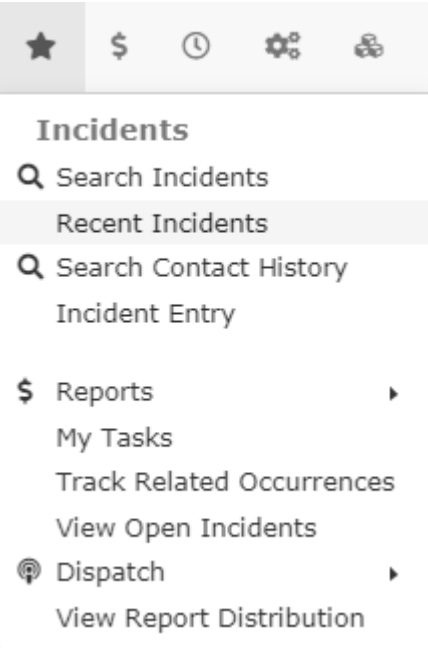 Incidents
Search Incidents
Recent Incidents
Search Contact History
Incident Entry
$ Reports
My Tasks
Track Related Occurrences
View Open Incidents
Dispatch
View Report Distribution